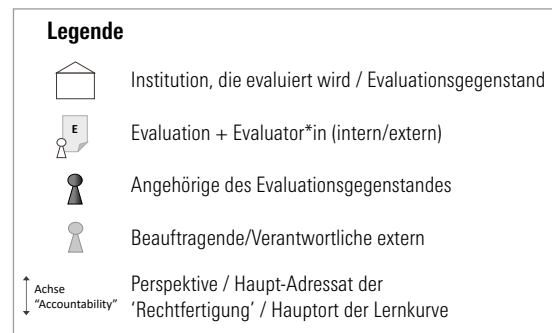 Legende
Institution, die evaluiert wird / Evaluationsgegenstand
E
Evaluation + Evaluator*in (intern/extern)
Angehörige des Evaluationsgegenstandes
Beauftragende/Verantwortliche extern
Achse
"Accountability"
Perspektive / Haupt-Adressat der
‘Rechtfertigung’ / Hauptort der Lernkurve